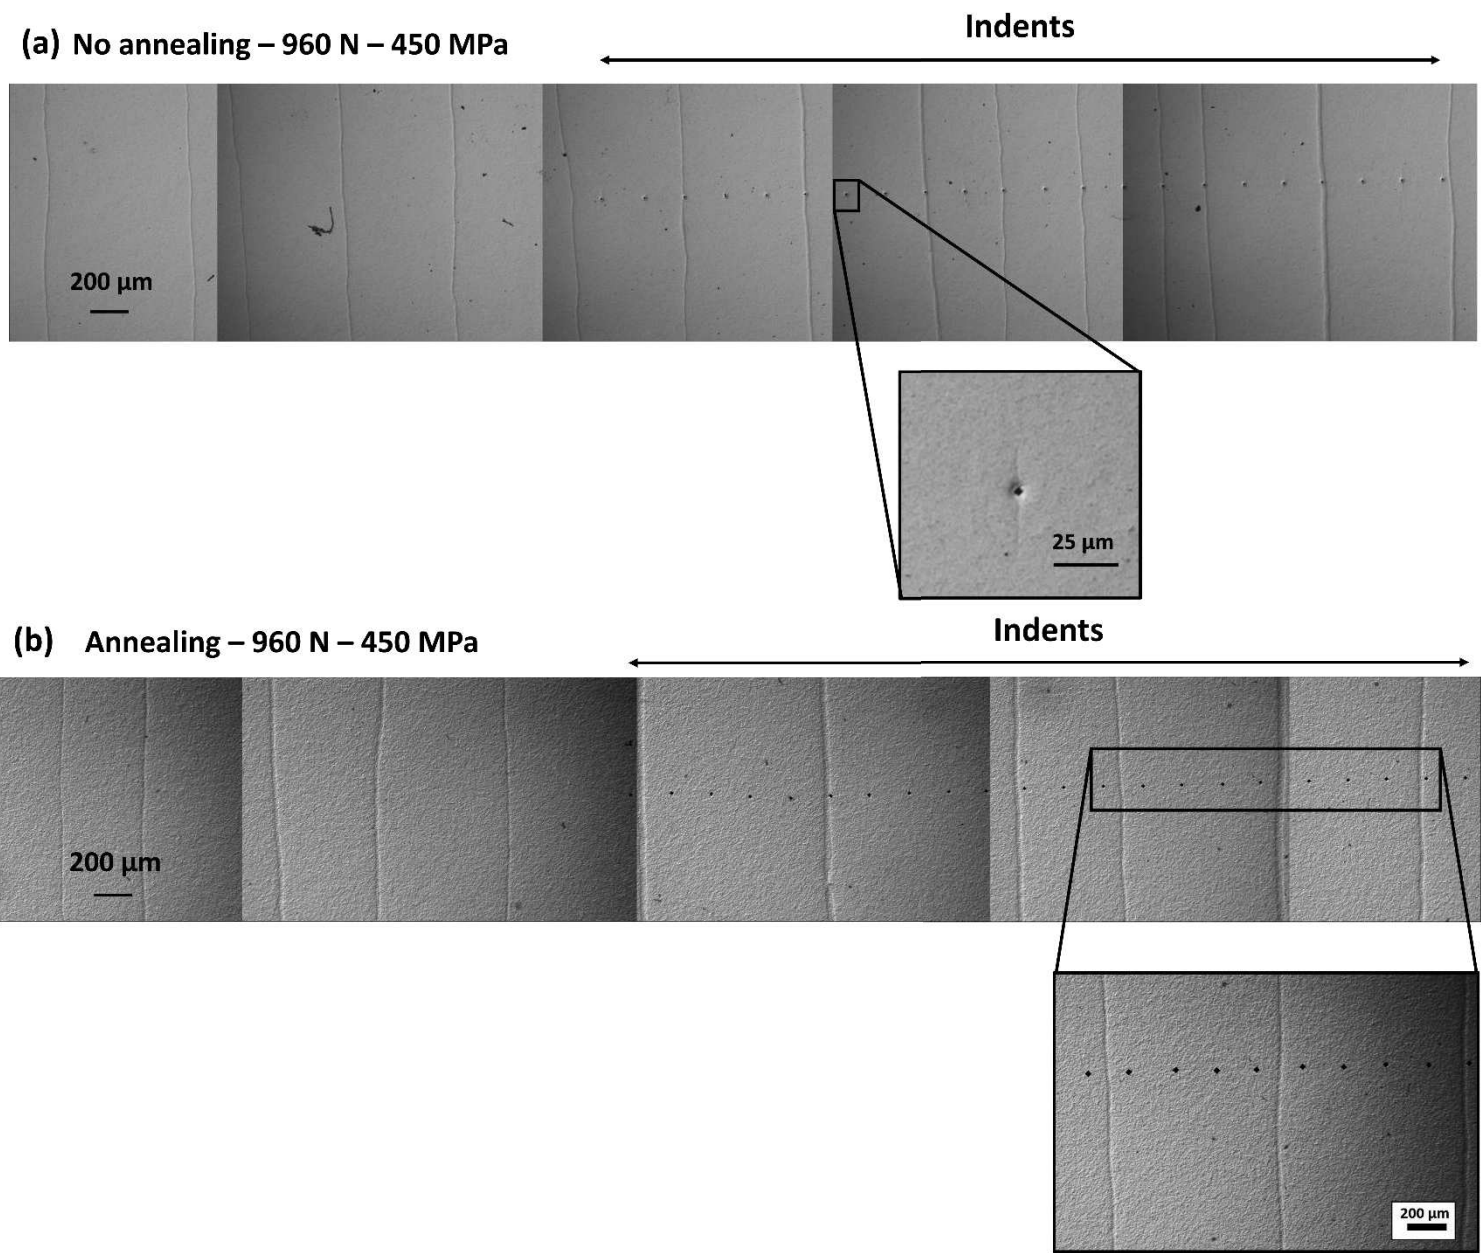 (a) No annealing – 960 N – 450 MPa
Indents
200 µm
25 µm
(b) Annealing – 960 N – 450 MPa
Indents
200 µm
200 µm